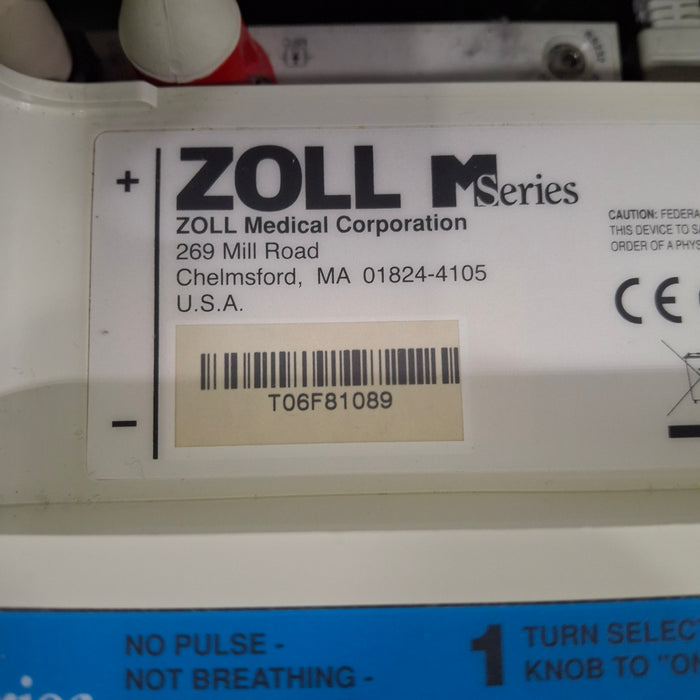 +
ZOLL M Series
ZOLL Medical Corporation
269 Mill Road
Chelmsford, MA 01824-4105
U.S.A.
CAUTION: FEDERA
THIS DEVICE TO SA
ORDER OF A PHYS
CE
T06F81089
−
NO PULSE -
NOT BREATHING -
1 TURN SELEC
KNOB TO "ON